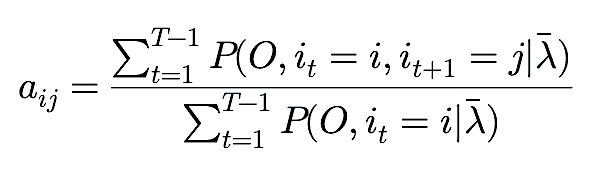 $a_{ij} = \frac{\sum_{t=1}^{T-1} P(O, i_t = i, i_{t+1} = j | \bar{\lambda})}{\sum_{t=1}^{T-1} P(O, i_t = i | \bar{\lambda})}$